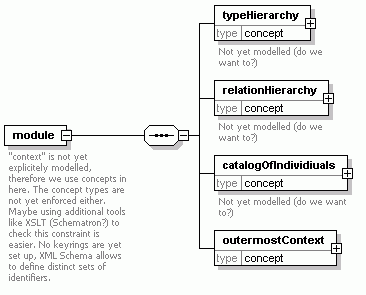 typeHierarchy
type concept
Not yet modelled (do we
want to?)
relationHierarchy
type concept
Not yet modelled (do we
want to?)
module
"context" is not yet
explicitely modelled,
therefore we use concepts in
here. The concept types are
not yet enforced either.
Maybe using additional tools
like XSLT (Schematron?) to
check this constraint is
easier. No keyrings are yet
set up, XML Schema allows
to define distinct sets of
identifiers.
catalogOfIndividiuals
type concept
Not yet modelled (do we want
to?)
outermostContext
type concept